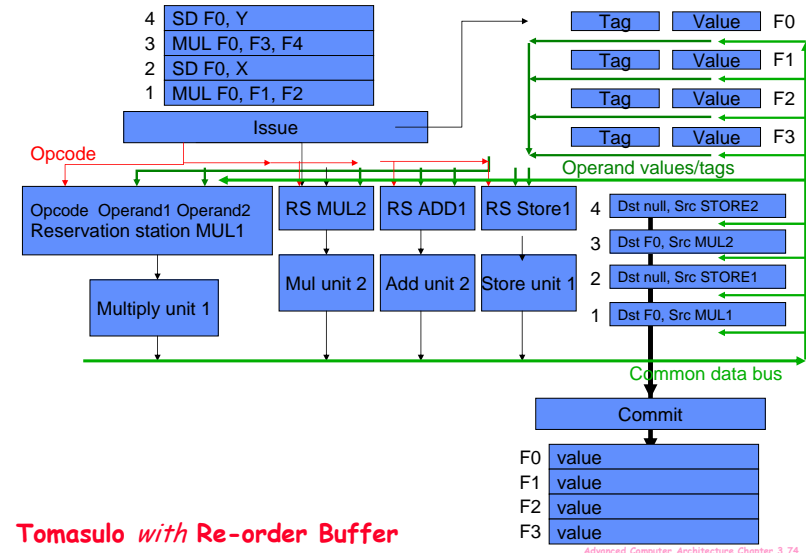 4 SD F0, Y
3 MUL F0, F3, F4
2 SD F0, X
1 MUL F0, F1, F2
Issue
Tag Value F0
Tag Value F1
Tag Value F2
Tag Value F3
Opcode
Operand values/tags
Opcode Operand1 Operand2
Reservation station MUL1
RS MUL2
RS ADD1
RS Store1
Multiply unit 1
Mul unit 2
Add unit 2
Store unit 1
4 Dst null, Src STORE2
3 Dst F0, Src MUL2
2 Dst null, Src STORE1
1 Dst F0, Src MUL1
Common data bus
Commit
F0 value
F1 value
F2 value
F3 value
Tomasulo with Re-order Buffer
Advanced Computer Architecture Chapter 3.74